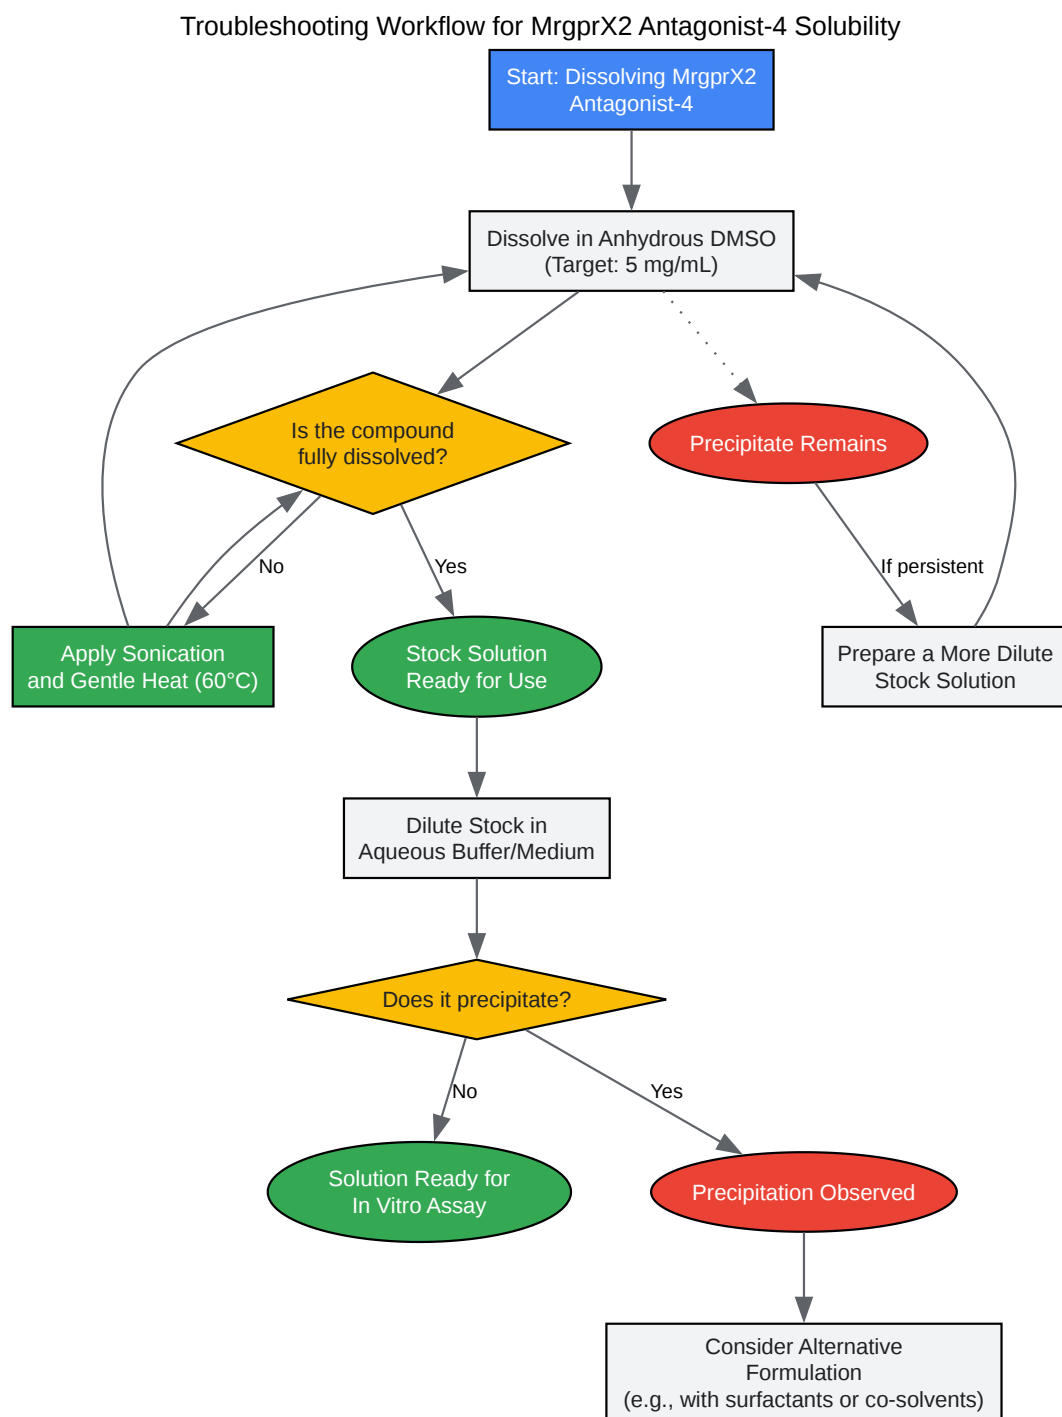 Troubleshooting Workflow for MrgprX2 Antagonist-4 Solubility
Start: Dissolving MrgprX2
Antagonist-4
Dissolve in Anhydrous DMSO
(Target: 5 mg/mL)
Is the compound
fully dissolved?
Precipitate Remains
No
Yes
If persistent
Apply Sonication
and Gentle Heat (60°C)
Stock Solution
Ready for Use
Prepare a More Dilute
Stock Solution
Dilute Stock in
Aqueous Buffer/Medium
Does it precipitate?
No
Yes
Solution Ready for
In Vitro Assay
Precipitation Observed
Consider Alternative
Formulation
(e.g., with surfactants or co-solvents)